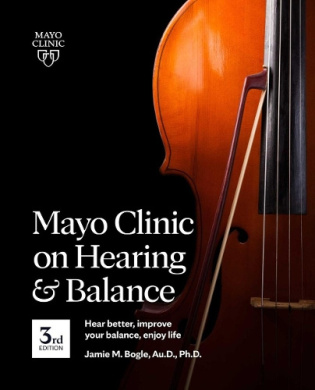 MAYO
CLINIC
Mayo Clinic
on Hearing
& Balance
3rd
EDITION
Hear better, improve
your balance, enjoy life
Jamie M. Bogle, Au.D., Ph.D.